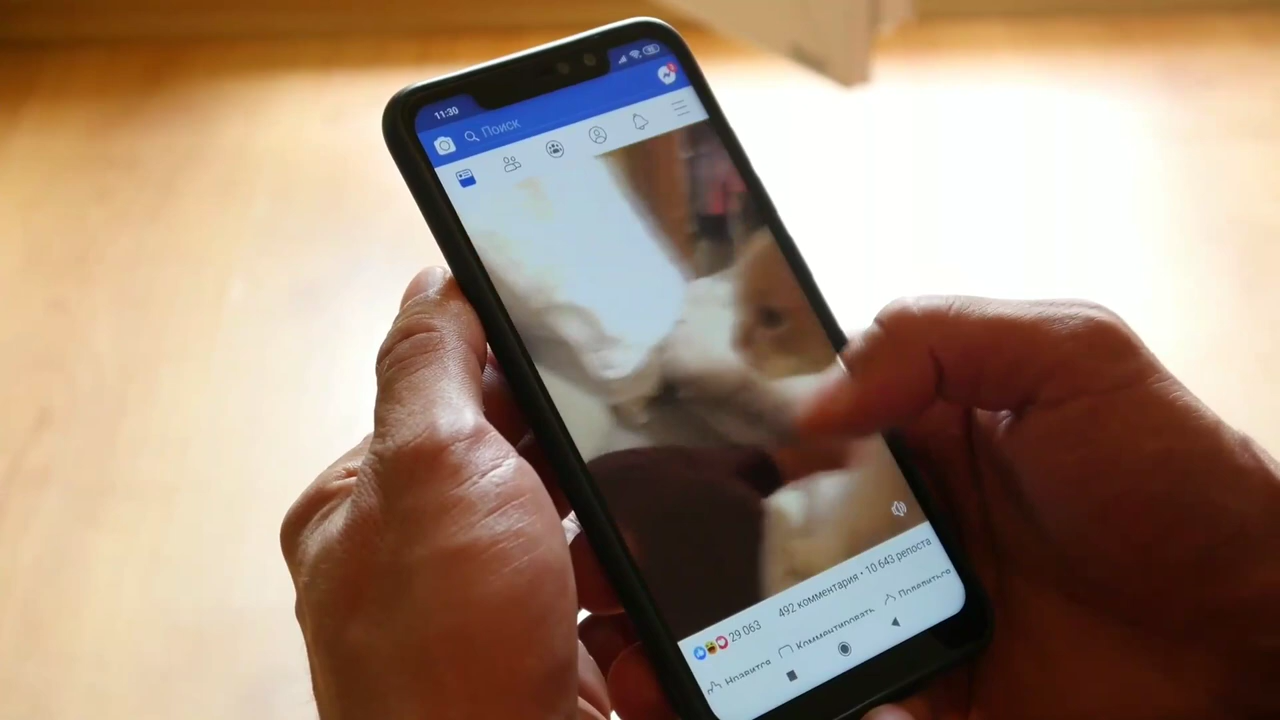 11:30
Поиск
29 063 492 комментария • 10 643 репоста
Нравится Комментировать Поделиться